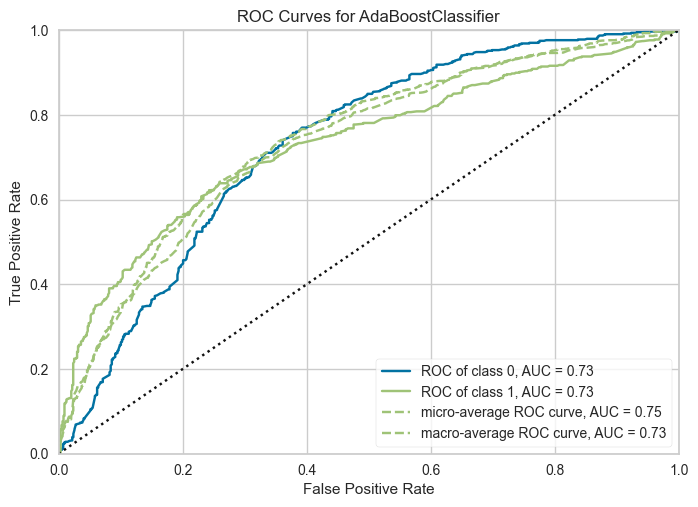 ROC Curves for AdaBoostClassifier
True Positive Rate
1.0
0.8
0.6
0.4
0.2
0.0
0.0 0.2 0.4 0.6 0.8 1.0
False Positive Rate
ROC of class 0, AUC = 0.73
ROC of class 1, AUC = 0.73
micro-average ROC curve, AUC = 0.75
macro-average ROC curve, AUC = 0.73